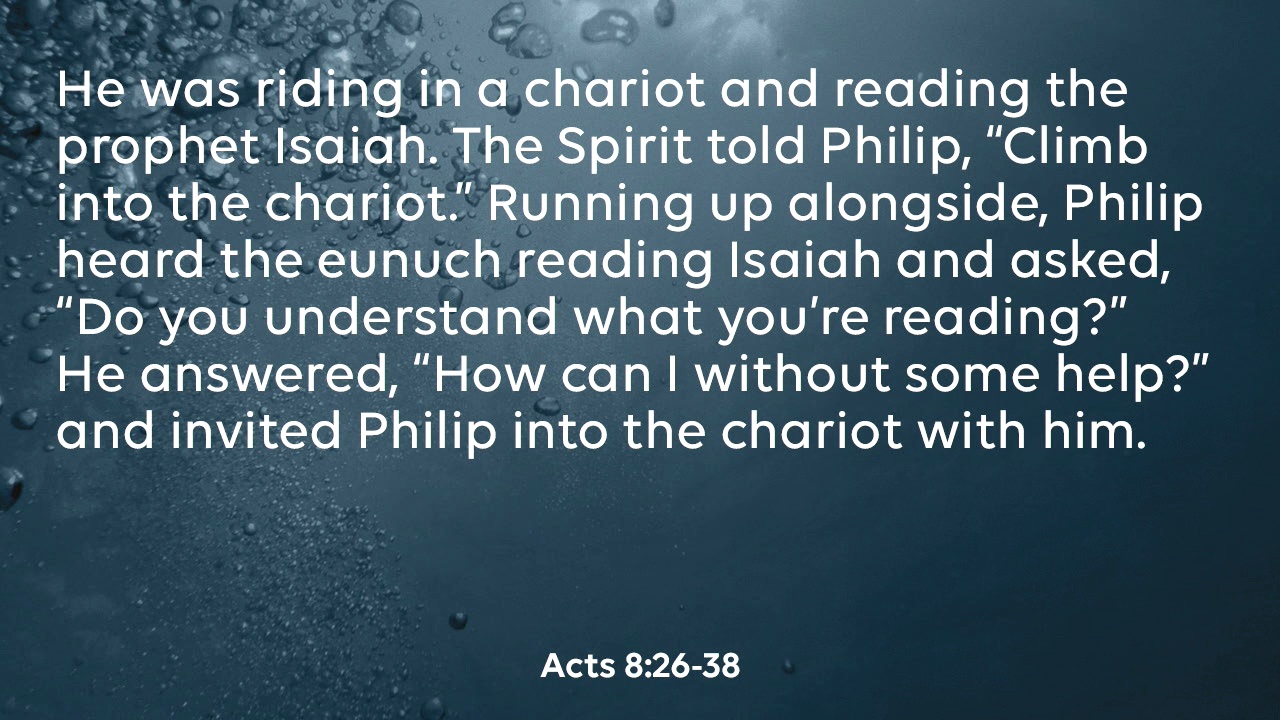 He was riding in a chariot and reading the
prophet Isaiah. The Spirit told Philip, “Climb
into the chariot.” Running up alongside, Philip
heard the eunuch reading Isaiah and asked,
“Do you understand what you’re reading?”
He answered, “How can I without some help?”
and invited Philip into the chariot with him.
Acts 8:26-38